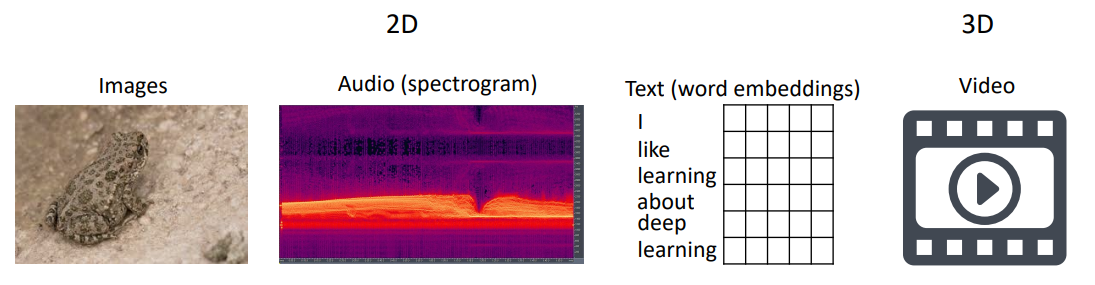 2D
3D
Images
Audio (spectrogram)
Text (word embeddings)
Video
I
like
learning
about
deep
learning